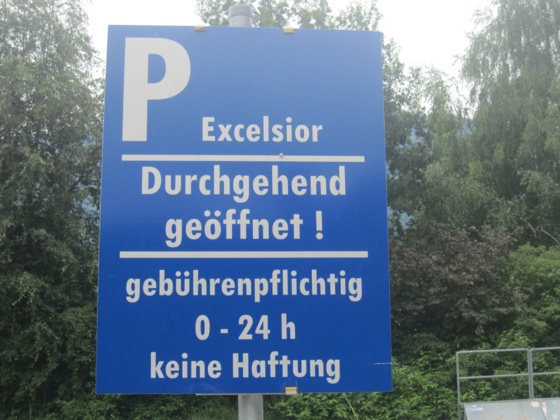 P
Excelsior
Durchgehend
geöffnet !
gebührenpflichtig
0 - 24 h
keine Haftung